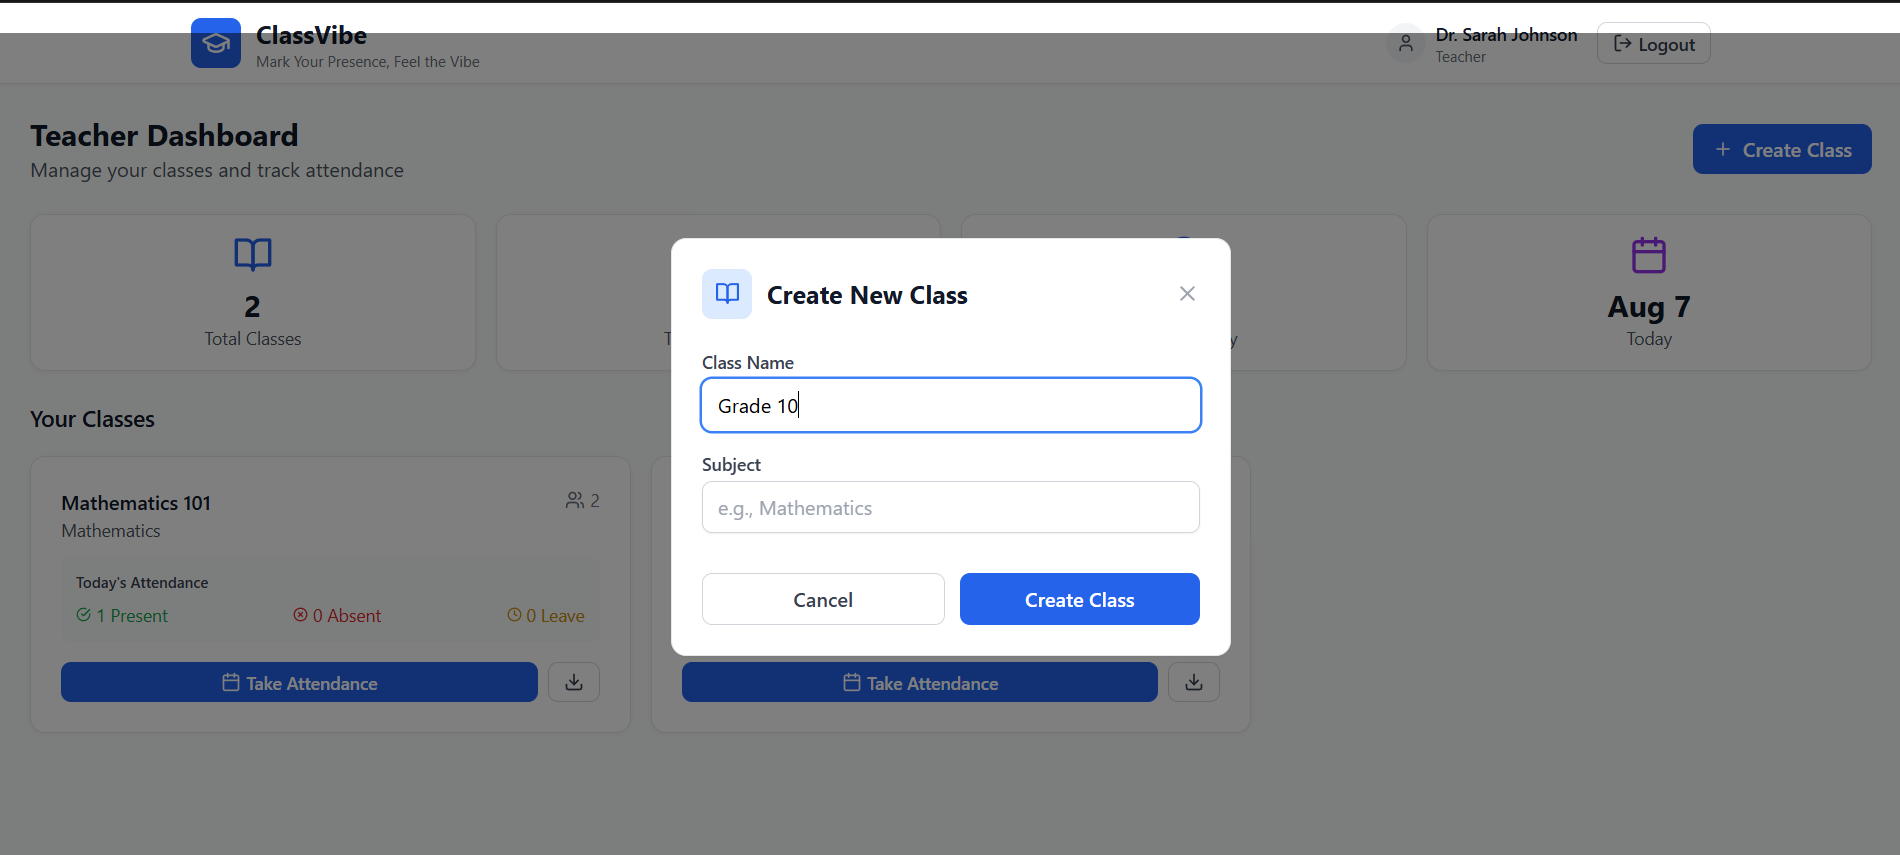 ClassVibe
Mark Your Presence, Feel the Vibe
Dr. Sarah Johnson
Teacher
Logout
Teacher Dashboard
Manage your classes and track attendance
+ Create Class
2
Total Classes
Aug 7
Today
Create New Class
Class Name
Grade 10
Subject
e.g., Mathematics
Cancel
Create Class
Your Classes
Mathematics 101
2
Mathematics
Today's Attendance
1 Present
0 Absent
0 Leave
Take Attendance
Take Attendance